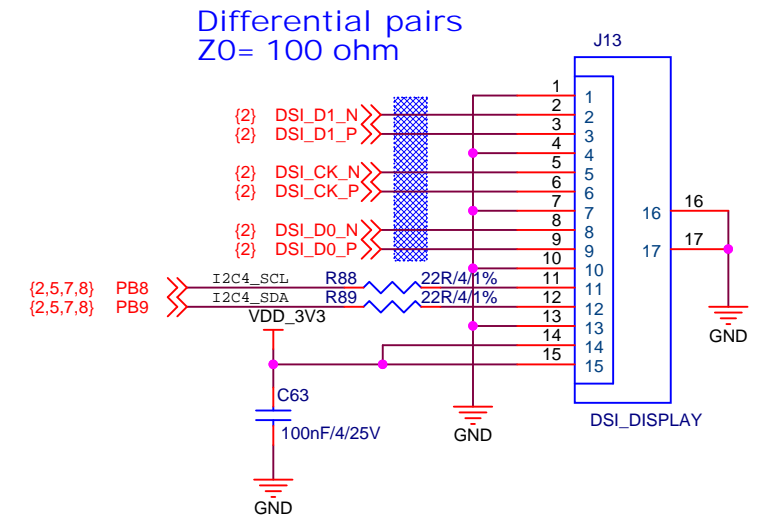 Differential pairs
Z0= 100 ohm
J13
1 1
{2} DSI_D1_N 2 2
{2} DSI_D1_P 3 3
4 4
{2} DSI_CK_N 5 5
{2} DSI_CK_P 6 6
7 7 16 16
{2} DSI_D0_N 8 8
{2} DSI_D0_P 9 9 17 17
10 10
{2,5,7,8} PB8 I2C4_SCL R88 22R/4/1% 11 11
{2,5,7,8} PB9 I2C4_SDA R89 22R/4/1% 12 12
VDD_3V3 13 13
GND
14 14
15 15
C63
100nF/4/25V
DSI_DISPLAY
GND
GND